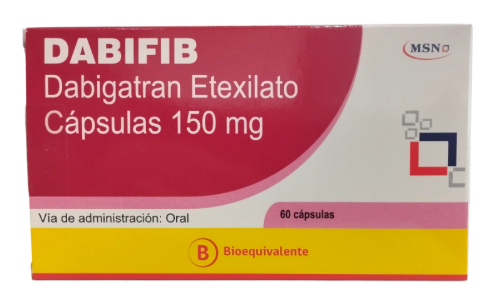 DABIFIB
MSN
Dabigatran Etexilato
Cápsulas 150 mg
Vía de administración: Oral
60 cápsulas
B Bioequivalente